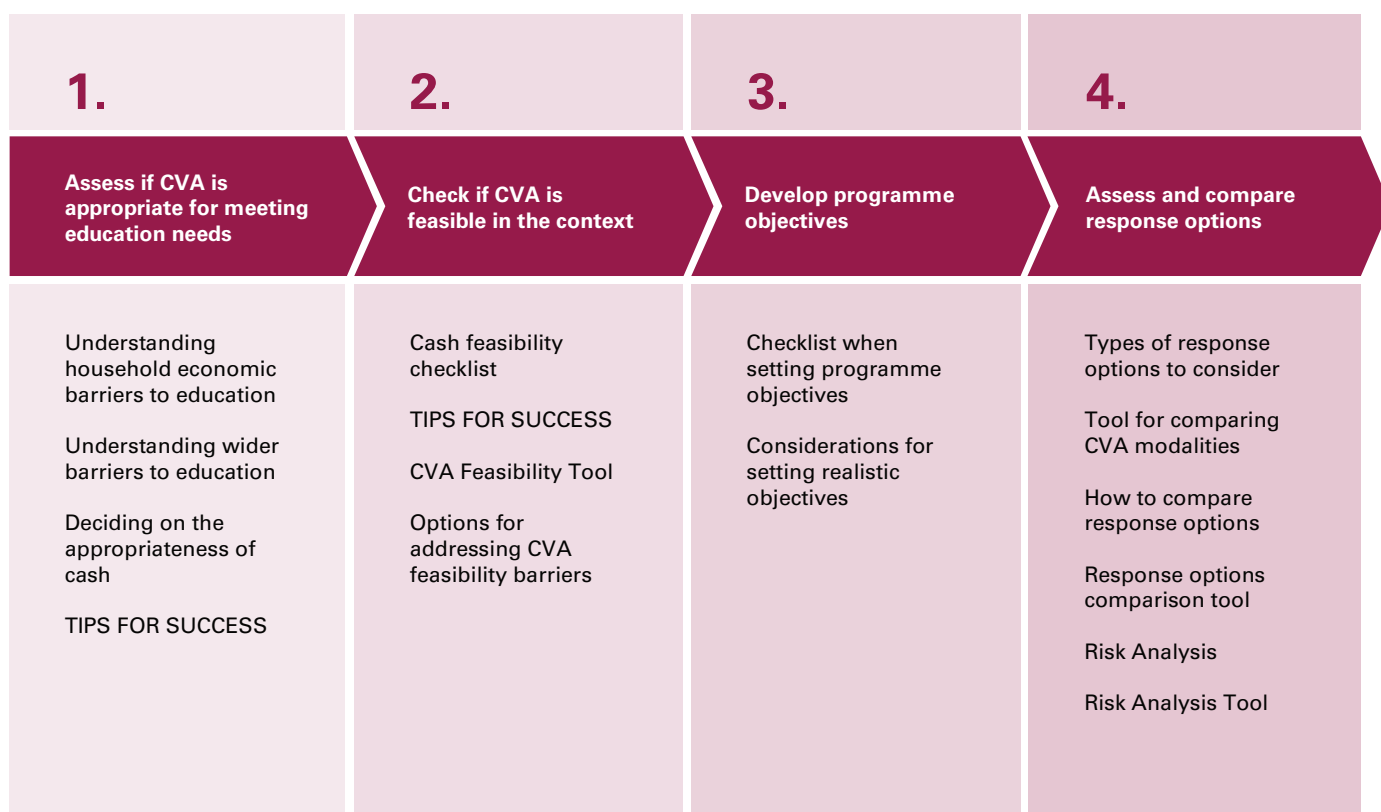 1.
Assess if CVA is
appropriate for meeting
education needs
Understanding
household economic
barriers to education
Understanding wider
barriers to education
Deciding on the
appropriateness of
cash
TIPS FOR SUCCESS
2.
Check if CVA is
feasible in the context
Cash feasibility
checklist
TIPS FOR SUCCESS
CVA Feasibility Tool
Options for
addressing CVA
feasibility barriers
3.
Develop programme
objectives
Checklist when
setting programme
objectives
Considerations for
setting realistic
objectives
4.
Assess and compare
response options
Types of response
options to consider
Tool for comparing
CVA modalities
How to compare
response options
Response options
comparison tool
Risk Analysis
Risk Analysis Tool